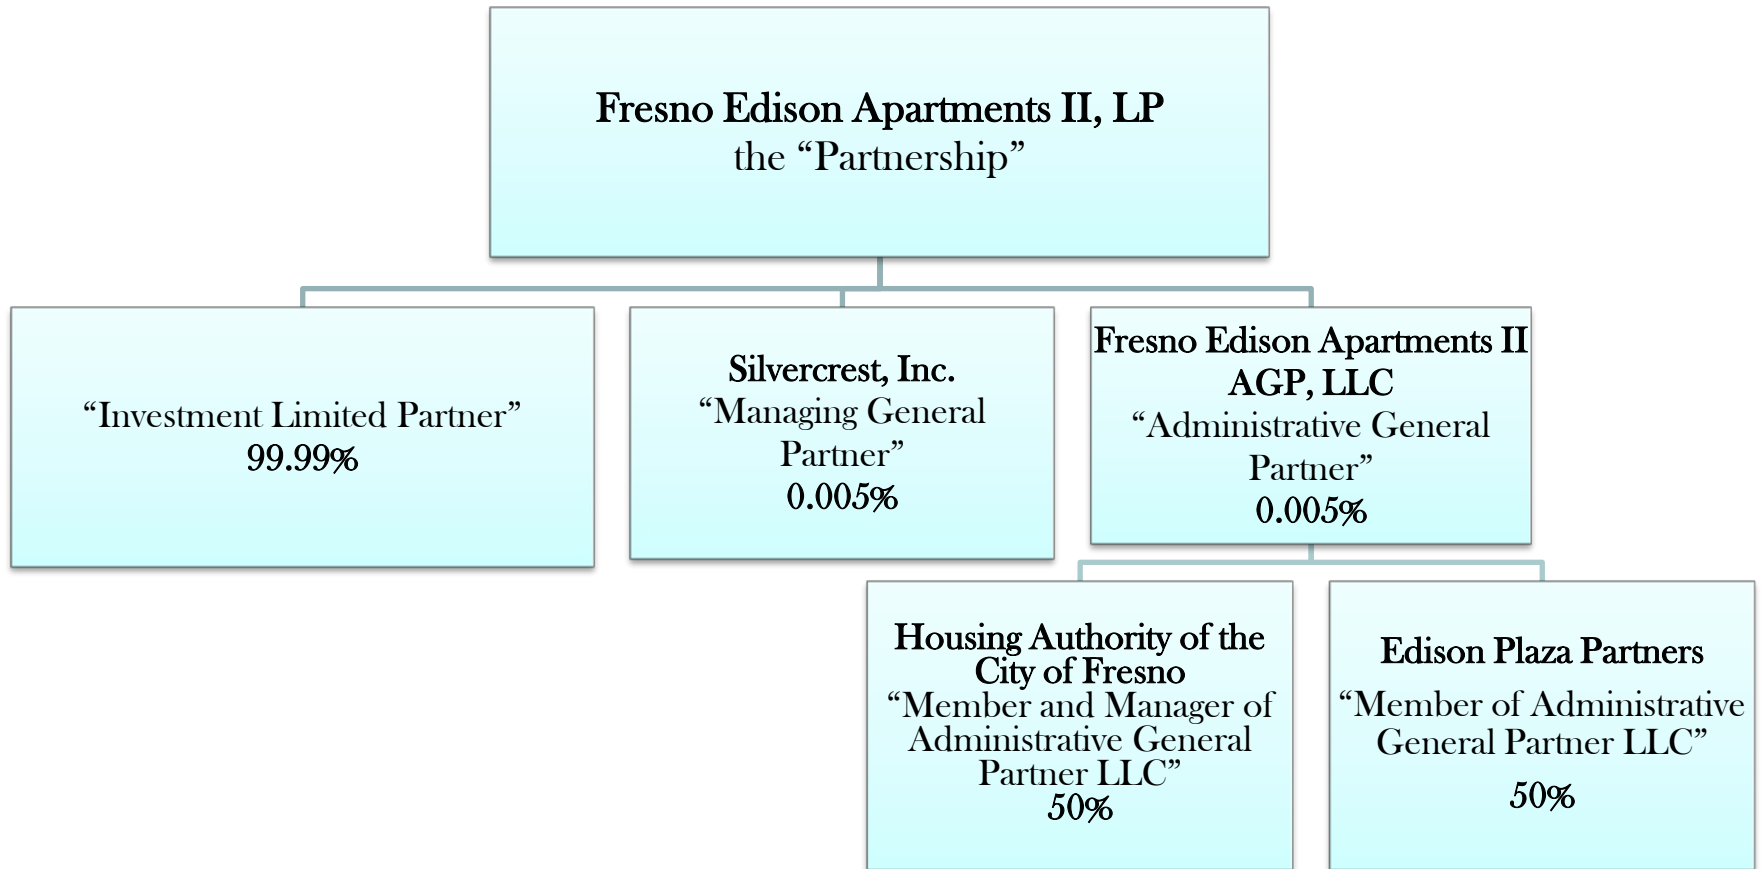 Fresno Edison Apartments II, LP
the “Partnership”
“Investment Limited Partner”
99.99%
Silvercrest, Inc.
“Managing General
Partner”
0.005%
Fresno Edison Apartments II
AGP, LLC
“Administrative General
Partner”
0.005%
Housing Authority of the
City of Fresno
“Member and Manager of
Administrative General
Partner LLC”
50%
Edison Plaza Partners
“Member of Administrative
General Partner LLC”
50%